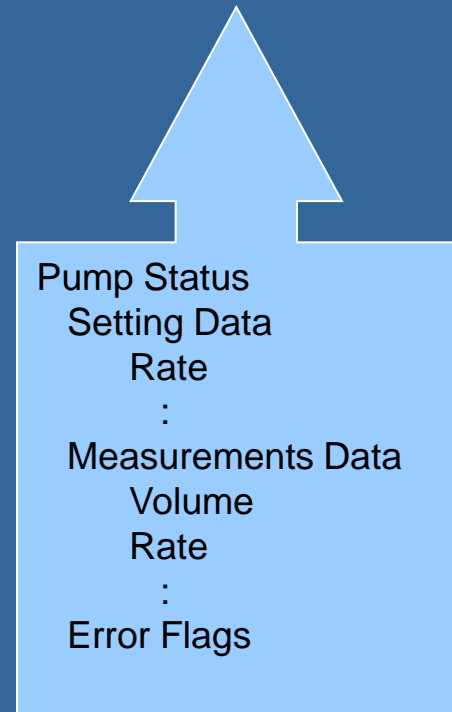 Pump Status
Setting Data
Rate
:
Measurements Data
Volume
Rate
:
Error Flags